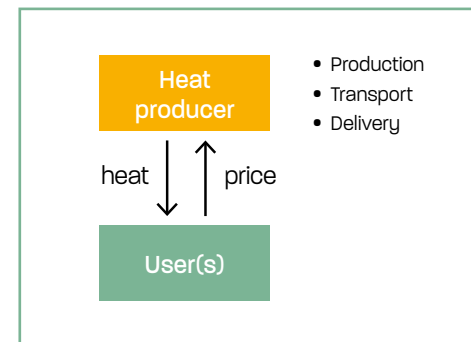 Heat
producer
• Production
• Transport
• Delivery
heat
price
User(s)